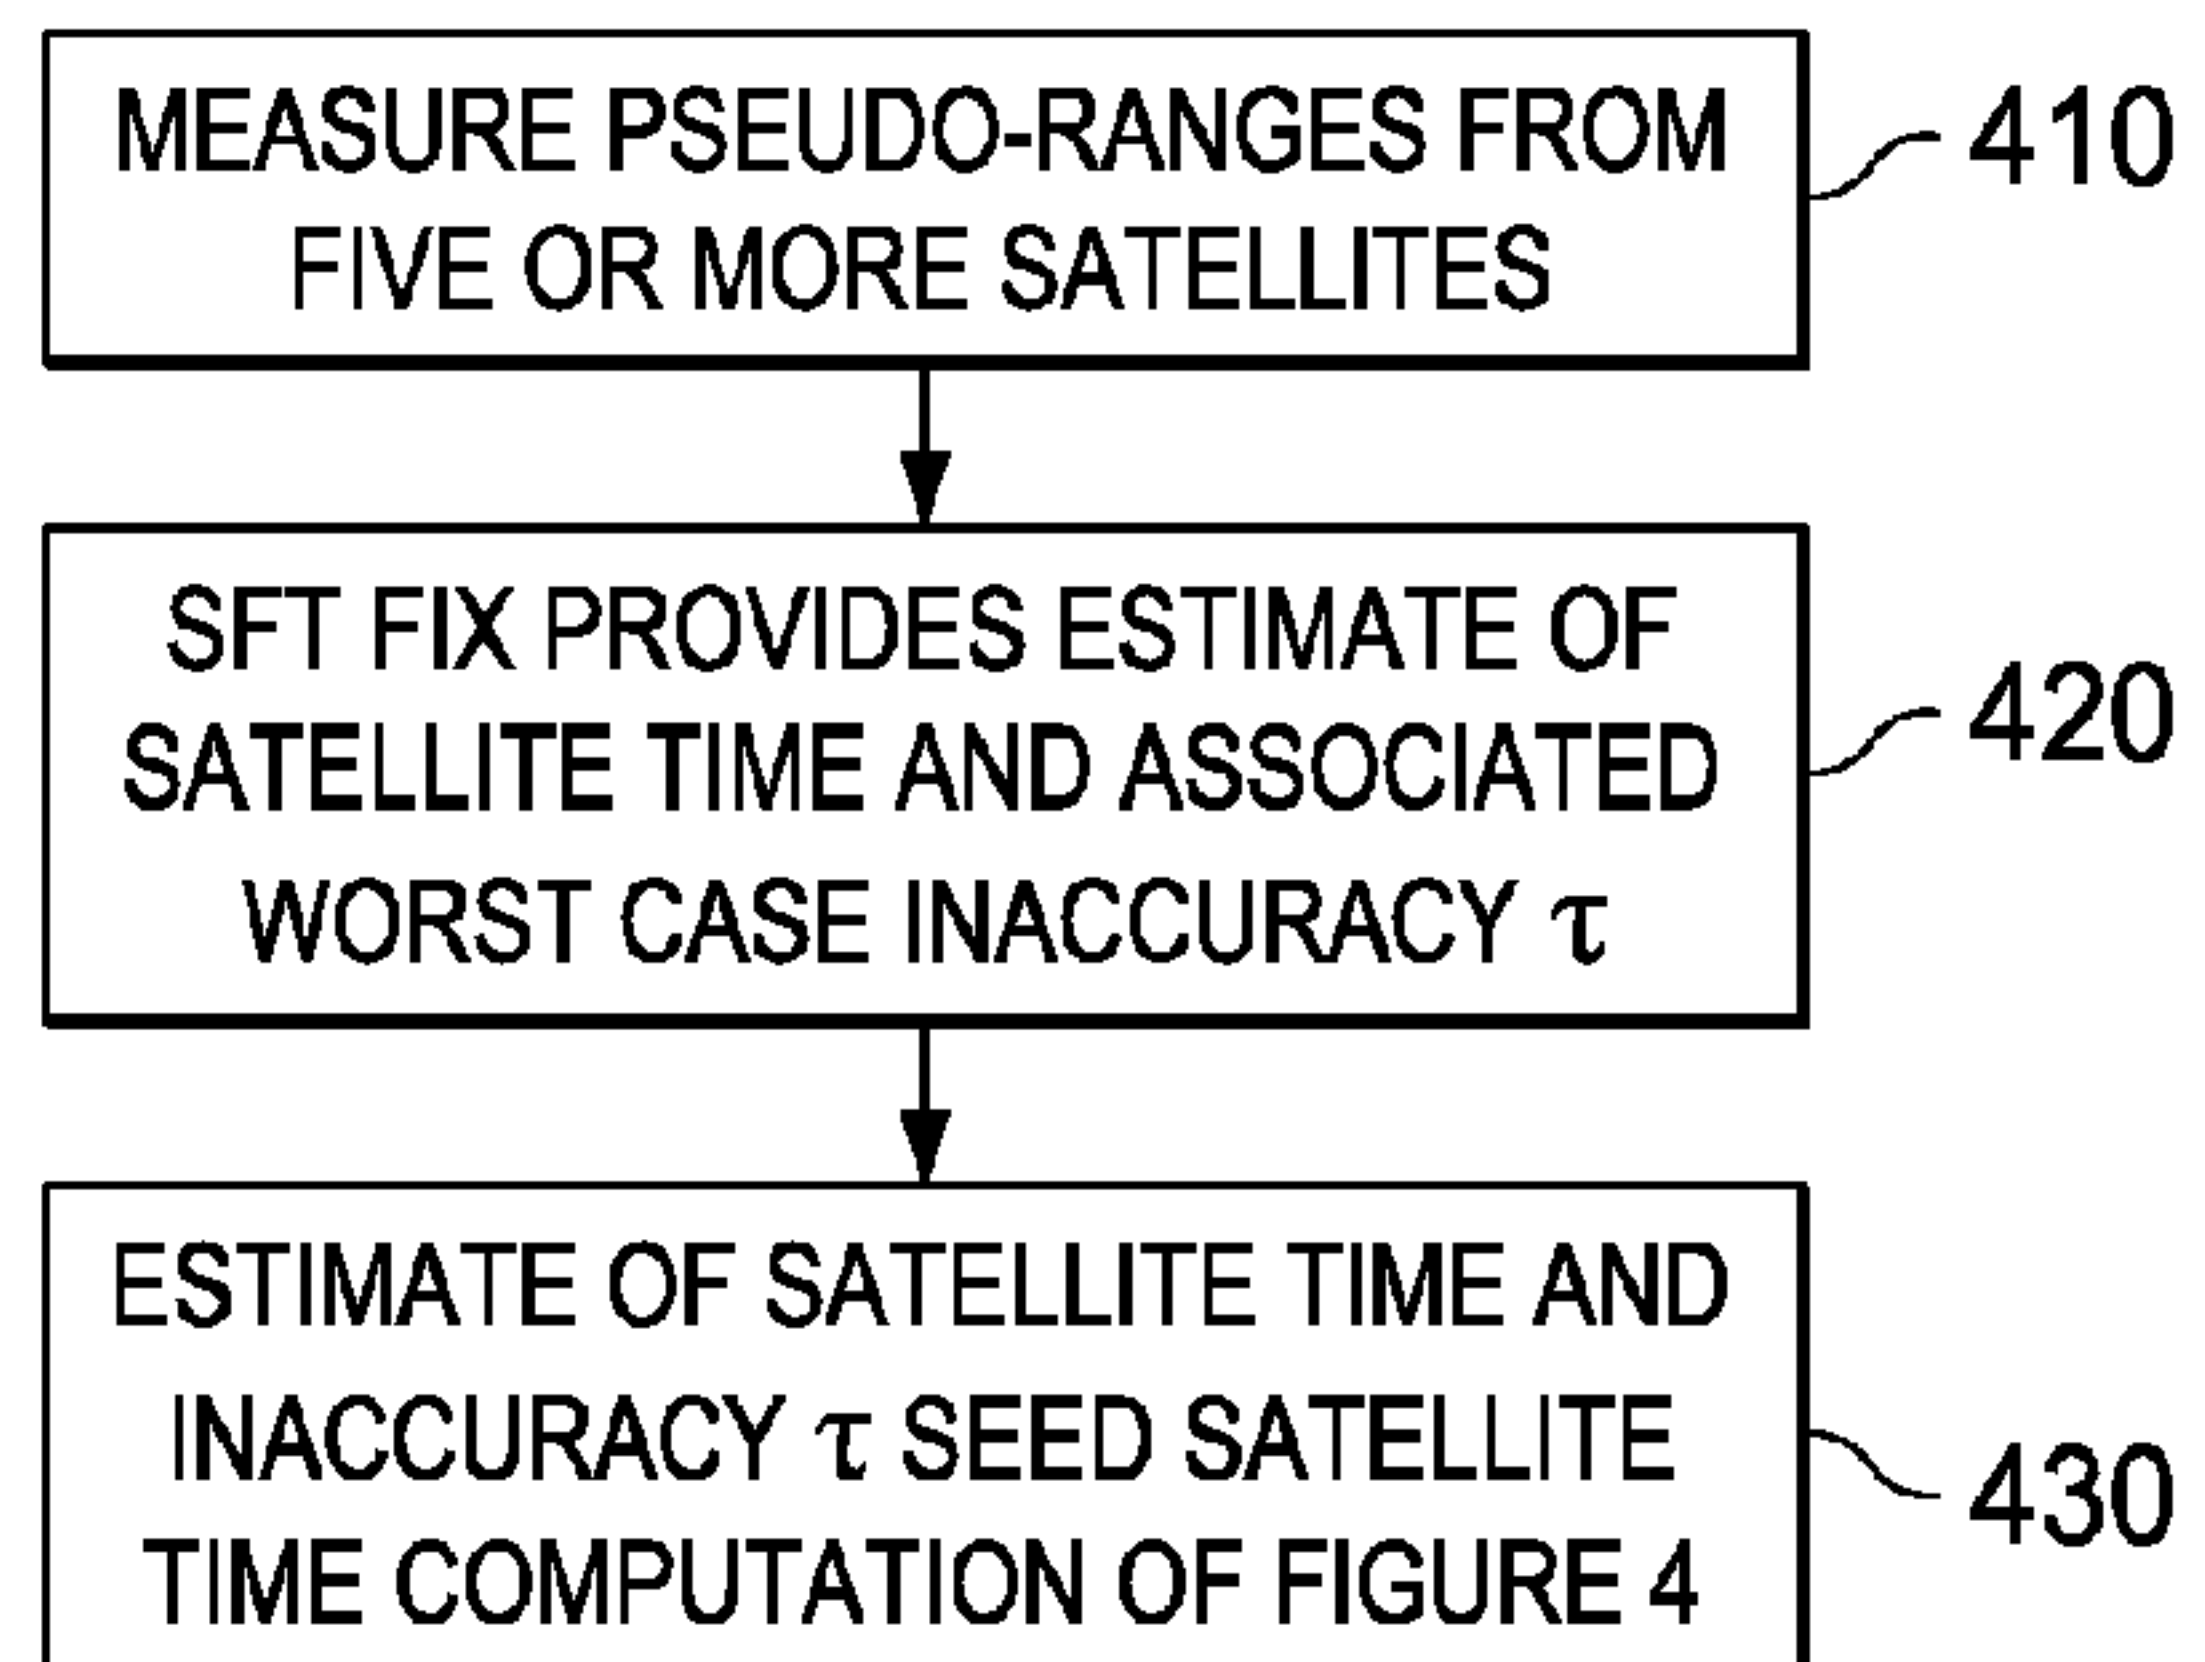 MEASURE PSEUDO-RANGES FROM
FIVE OR MORE SATELLITES
410
SFT FIX PROVIDES ESTIMATE OF
SATELLITE TIME AND ASSOCIATED
WORST CASE INACCURACY τ
420
ESTIMATE OF SATELLITE TIME AND
INACCURACY τ SEED SATELLITE
TIME COMPUTATION OF FIGURE 4
430